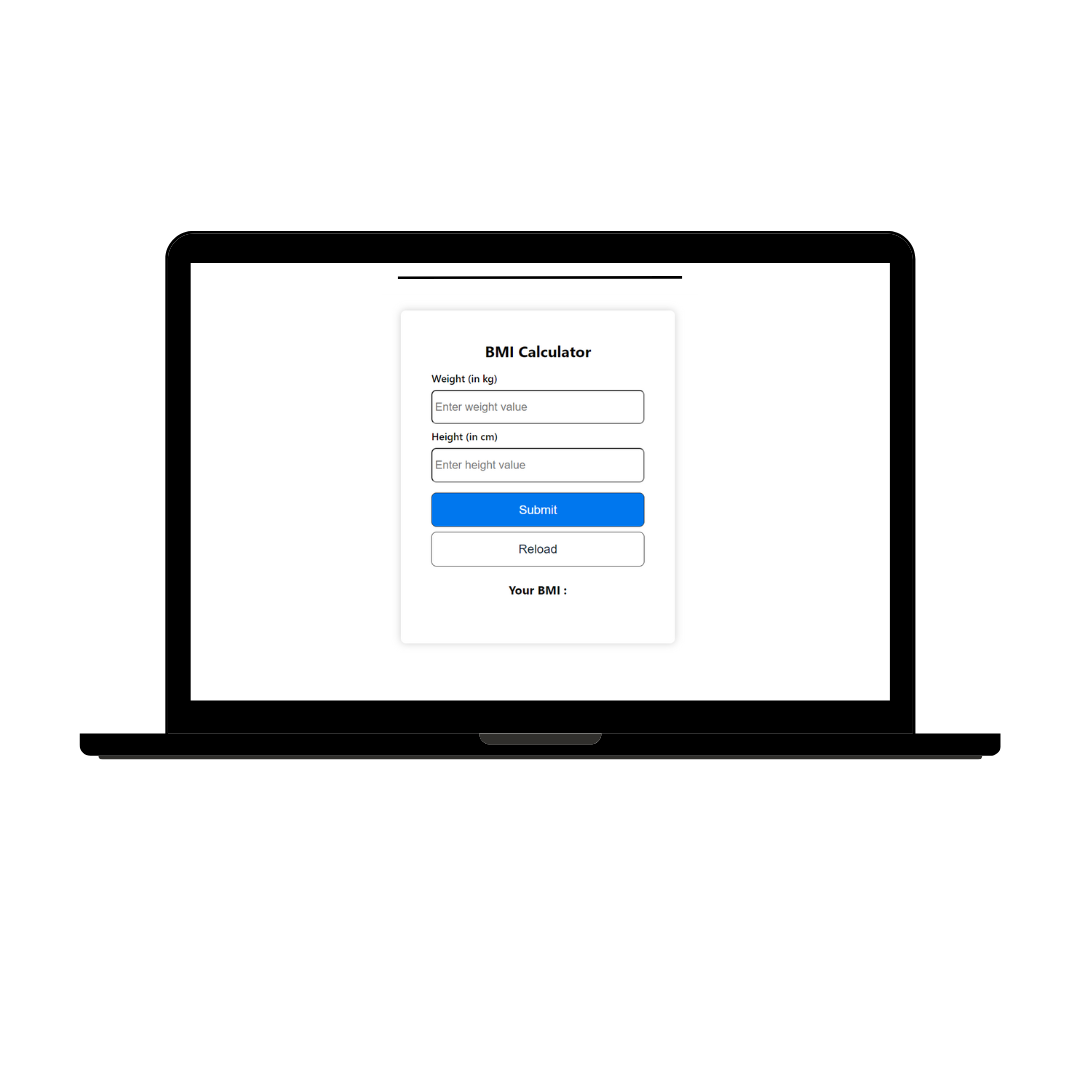 BMI Calculator
Weight (in kg)
Enter weight value
Height (in cm)
Enter height value
Submit
Reload
Your BMI :